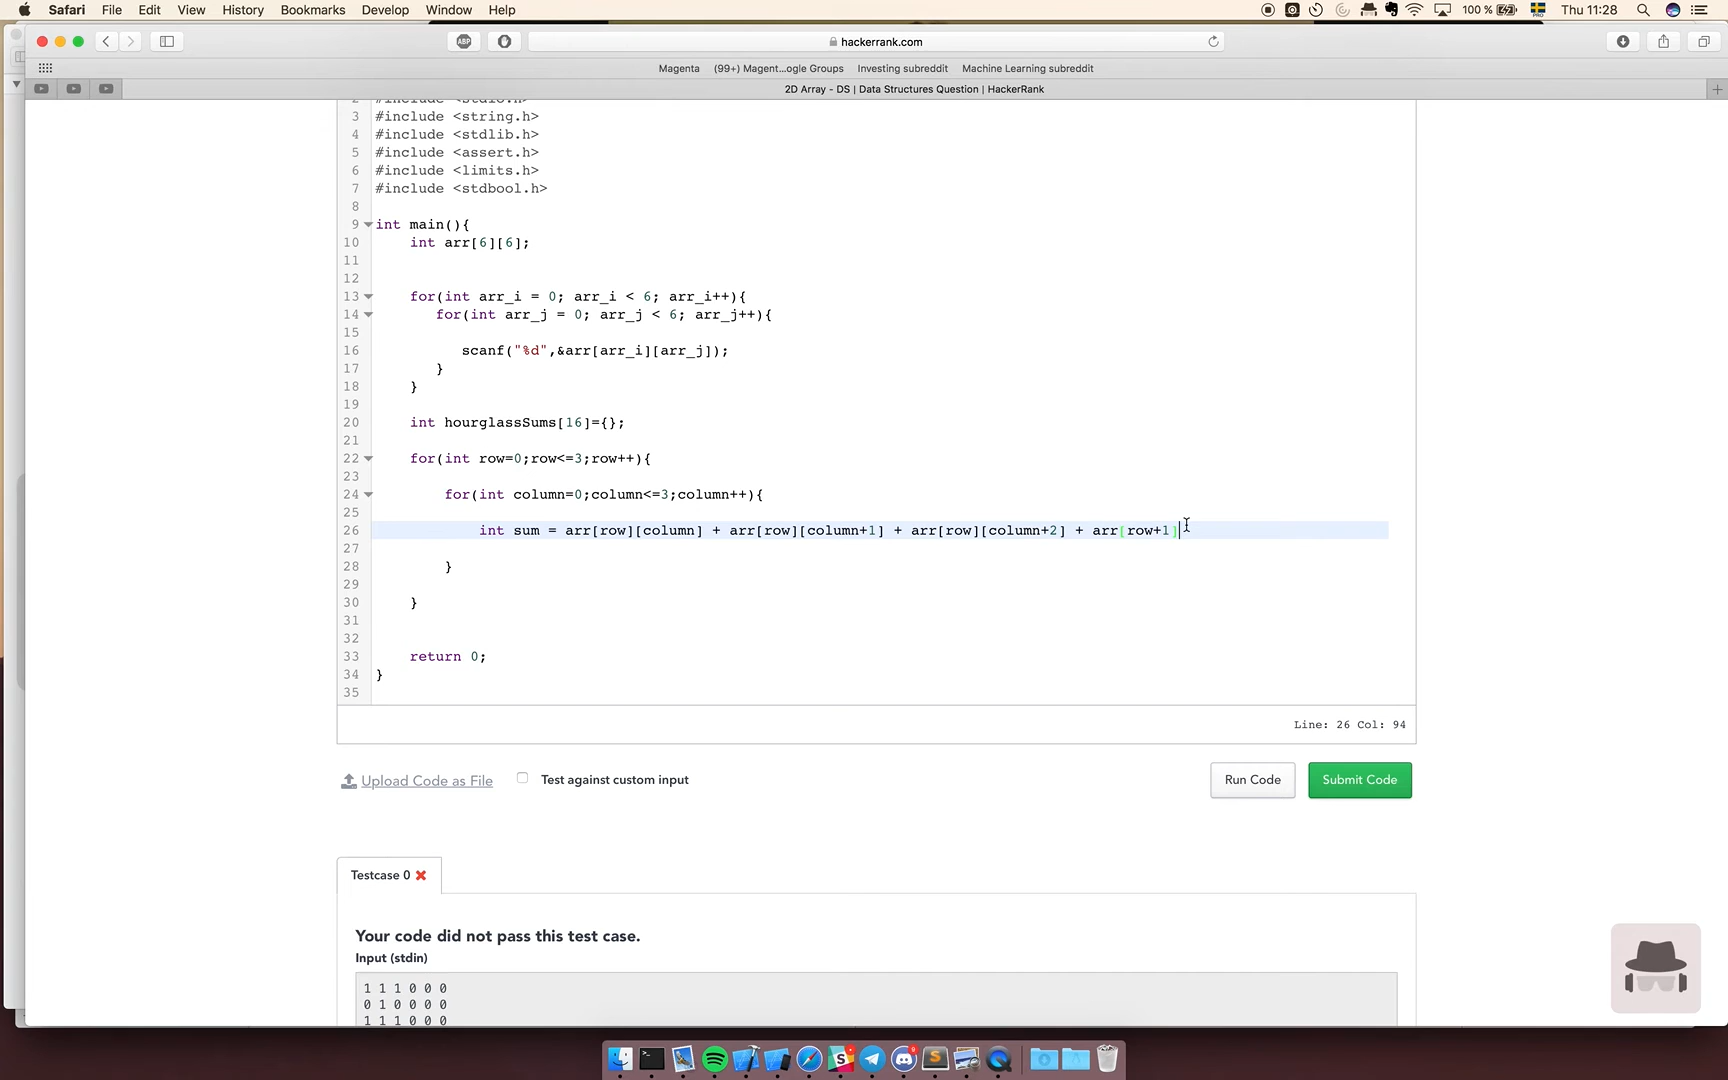 Safari File Edit View History Bookmarks Develop Window Help 100 % PRO Thu 11:28
ABP hackerrank.com
Magenta (99+) Magent...ogle Groups Investing subreddit Machine Learning subreddit
2D Array - DS | Data Structures Question | HackerRank
2 #include <stdio.h>
3 #include <string.h>
4 #include <stdlib.h>
5 #include <assert.h>
6 #include <limits.h>
7 #include <stdbool.h>
8
9 int main(){
10 int arr[6][6];
11
12
13 for(int arr_i = 0; arr_i < 6; arr_i++){
14 for(int arr_j = 0; arr_j < 6; arr_j++){
15
16 scanf("%d",&arr[arr_i][arr_j]);
17 }
18 }
19
20 int hourglassSums[16]={};
21
22 for(int row=0;row<=3;row++){
23
24 for(int column=0;column<=3;column++){
25
26 int sum = arr[row][column] + arr[row][column+1] + arr[row][column+2] + arr[row+1]
27
28 }
29
30 }
31
32
33 return 0;
34 }
35
Line: 26 Col: 94
Upload Code as File Test against custom input Run Code Submit Code
Testcase 0
Your code did not pass this test case.
Input (stdin)
1 1 1 0 0 0
0 1 0 0 0 0
1 1 1 0 0 0